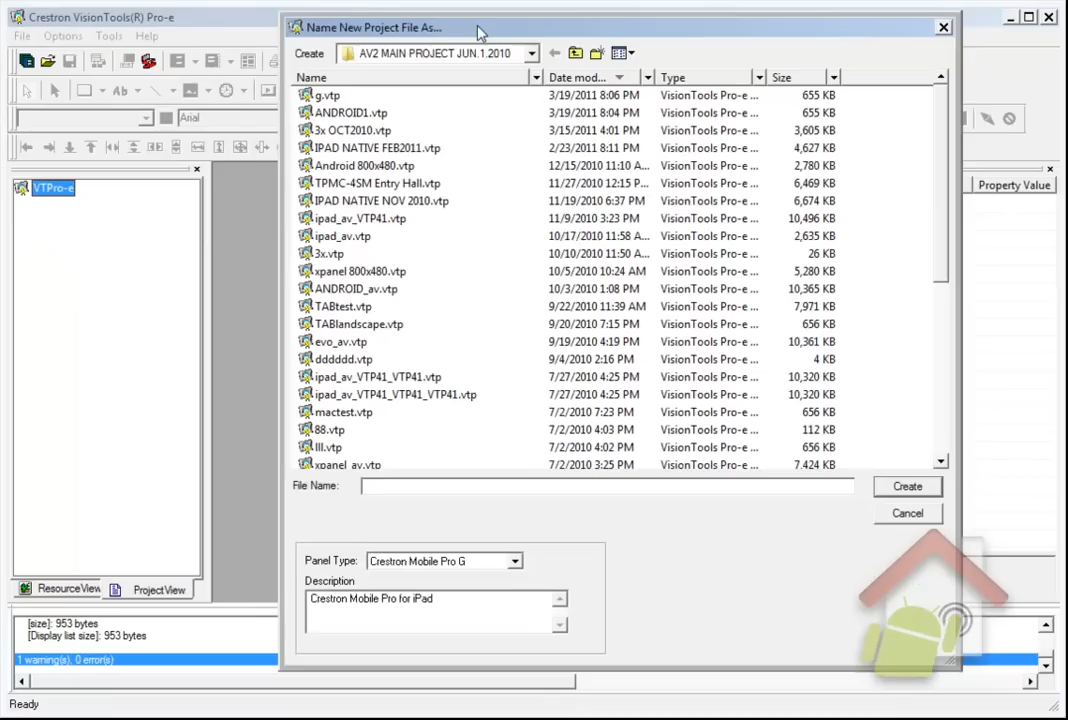 Crestron VisionTools(R) Pro-e
File Options Tools Help
Arial
VTPro-e
ResourceView ProjectView
Name New Project File As...
Create AV2 MAIN PROJECT JUN.1.2010
Name Date mod... Type Size
g.vtp 3/19/2011 8:06 PM VisionTools Pro-e ... 655 KB
ANDROID1.vtp 3/19/2011 8:04 PM VisionTools Pro-e ... 655 KB
3x OCT2010.vtp 3/15/2011 4:01 PM VisionTools Pro-e ... 3,605 KB
IPAD NATIVE FEB2011.vtp 2/23/2011 8:11 PM VisionTools Pro-e ... 4,627 KB
Android 800x480.vtp 12/15/2010 11:10 A... VisionTools Pro-e ... 2,780 KB
TPMC-4SM Entry Hall.vtp 11/27/2010 12:15 P... VisionTools Pro-e ... 6,469 KB
IPAD NATIVE NOV 2010.vtp 11/19/2010 6:37 PM VisionTools Pro-e ... 6,674 KB
ipad_av_VTP41.vtp 11/9/2010 3:23 PM VisionTools Pro-e ... 10,496 KB
ipad_av.vtp 10/17/2010 11:58 A... VisionTools Pro-e ... 2,635 KB
3x.vtp 10/10/2010 11:50 A... VisionTools Pro-e ... 26 KB
xpanel 800x480.vtp 10/5/2010 10:24 AM VisionTools Pro-e ... 5,280 KB
ANDROID_av.vtp 10/3/2010 1:08 PM VisionTools Pro-e ... 10,365 KB
TABtest.vtp 9/22/2010 11:39 AM VisionTools Pro-e ... 7,971 KB
TABlandscape.vtp 9/20/2010 7:15 PM VisionTools Pro-e ... 656 KB
evo_av.vtp 9/19/2010 4:19 PM VisionTools Pro-e ... 10,361 KB
dddddd.vtp 9/4/2010 2:16 PM VisionTools Pro-e ... 4 KB
ipad_av_VTP41_VTP41.vtp 7/27/2010 4:25 PM VisionTools Pro-e ... 10,320 KB
ipad_av_VTP41_VTP41_VTP41.vtp 7/27/2010 4:25 PM VisionTools Pro-e ... 10,320 KB
mactest.vtp 7/2/2010 7:23 PM VisionTools Pro-e ... 656 KB
88.vtp 7/2/2010 4:03 PM VisionTools Pro-e ... 112 KB
lll.vtp 7/2/2010 4:02 PM VisionTools Pro-e ... 656 KB
xpanel_av.vtp 7/2/2010 3:25 PM VisionTools Pro-e ... 7,424 KB
File Name: Create
Cancel
Panel Type: Crestron Mobile Pro G
Description
Crestron Mobile Pro for iPad
Property Value
[size]: 953 bytes
[Display list size]: 953 bytes
1 warning(s), 0 error(s)
Ready